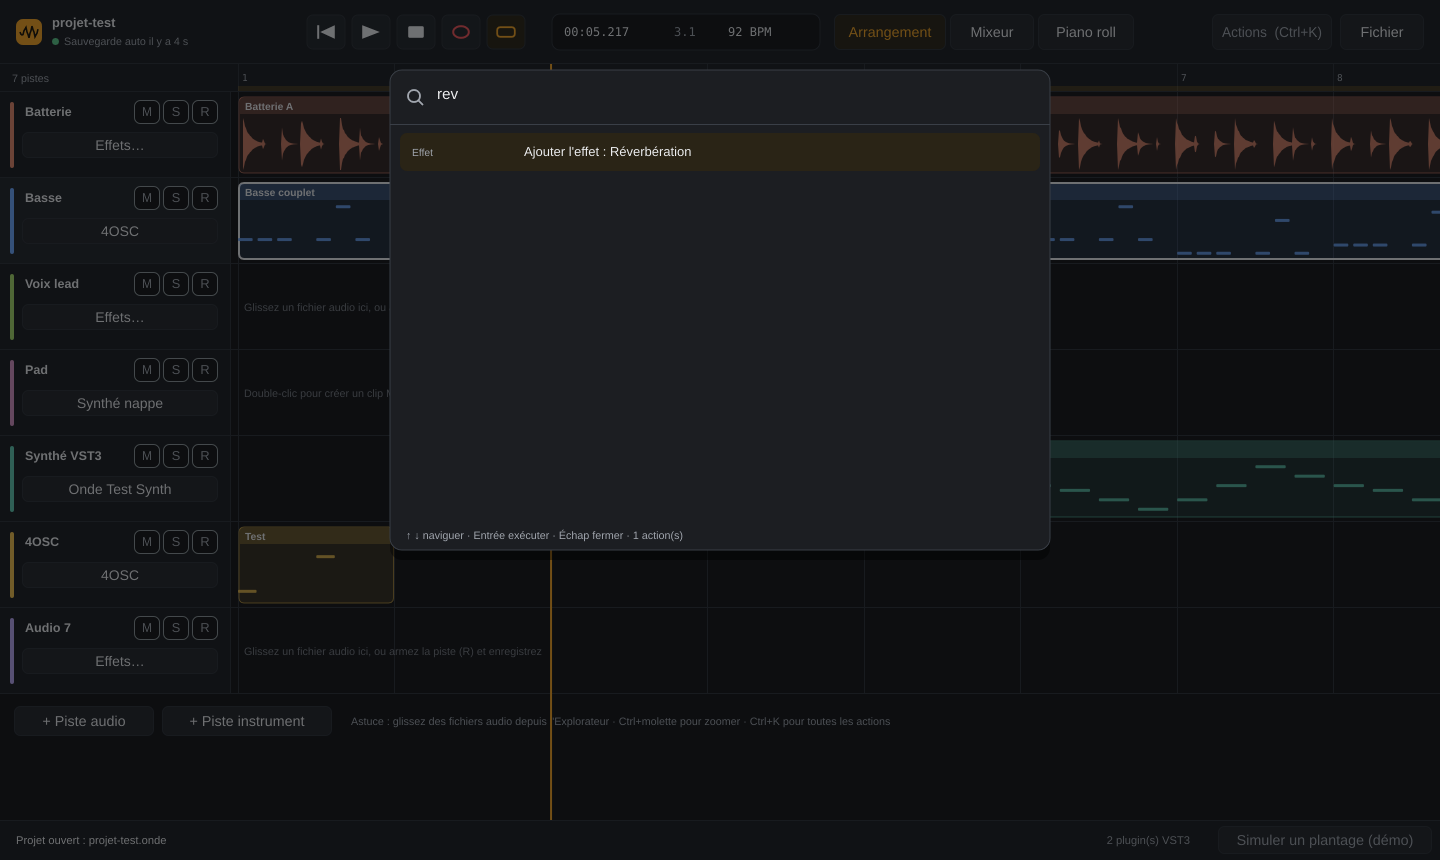 projet-test
Sauvegarde auto il y a 4 s
00:05.217 3.1 92 BPM
Arrangement
Mixeur
Piano roll
Actions (Ctrl+K)
Fichier
7 pistes
1
7
8
rev
Effet Ajouter l'effet : Réverbération
↑ ↓ naviguer · Entrée exécuter · Échap fermer · 1 action(s)
Batterie M S R
Effets…
Batterie A
Basse M S R
4OSC
Basse couplet
Voix lead M S R
Effets…
Glissez un fichier audio ici, ou
Pad M S R
Synthé nappe
Double-clic pour créer un clip
Synthé VST3 M S R
Onde Test Synth
4OSC M S R
4OSC
Test
Audio 7 M S R
Effets…
Glissez un fichier audio ici, ou armez la piste (R) et enregistrez
+ Piste audio
+ Piste instrument
Astuce : glissez des fichiers audio depuis l'Explorateur · Ctrl+molette pour zoomer · Ctrl+K pour toutes les actions
Projet ouvert : projet-test.onde
2 plugin(s) VST3
Simuler un plantage (démo)